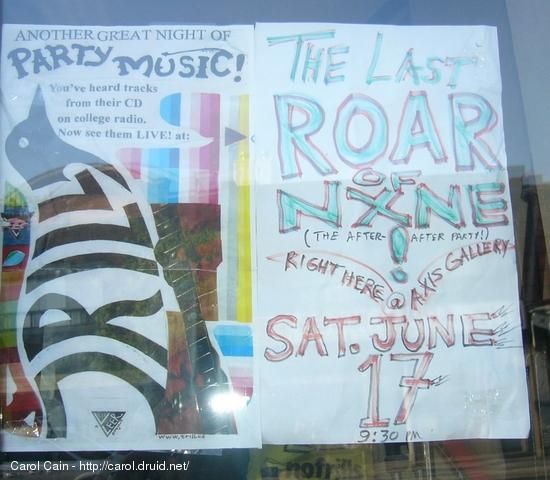 ANOTHER GREAT NIGHT OF
PARTY MUSIC!
You've heard tracks
from their CD
on college radio.
Now see them LIVE! at:
THE LAST
ROAR
OF
NXNE!
(THE AFTER-AFTER PARTY!)
RIGHT HERE @ AXIS GALLERY
SAT. JUNE
17
9:30 PM
nofrills
Carol Cain - http://carol.druid.net/